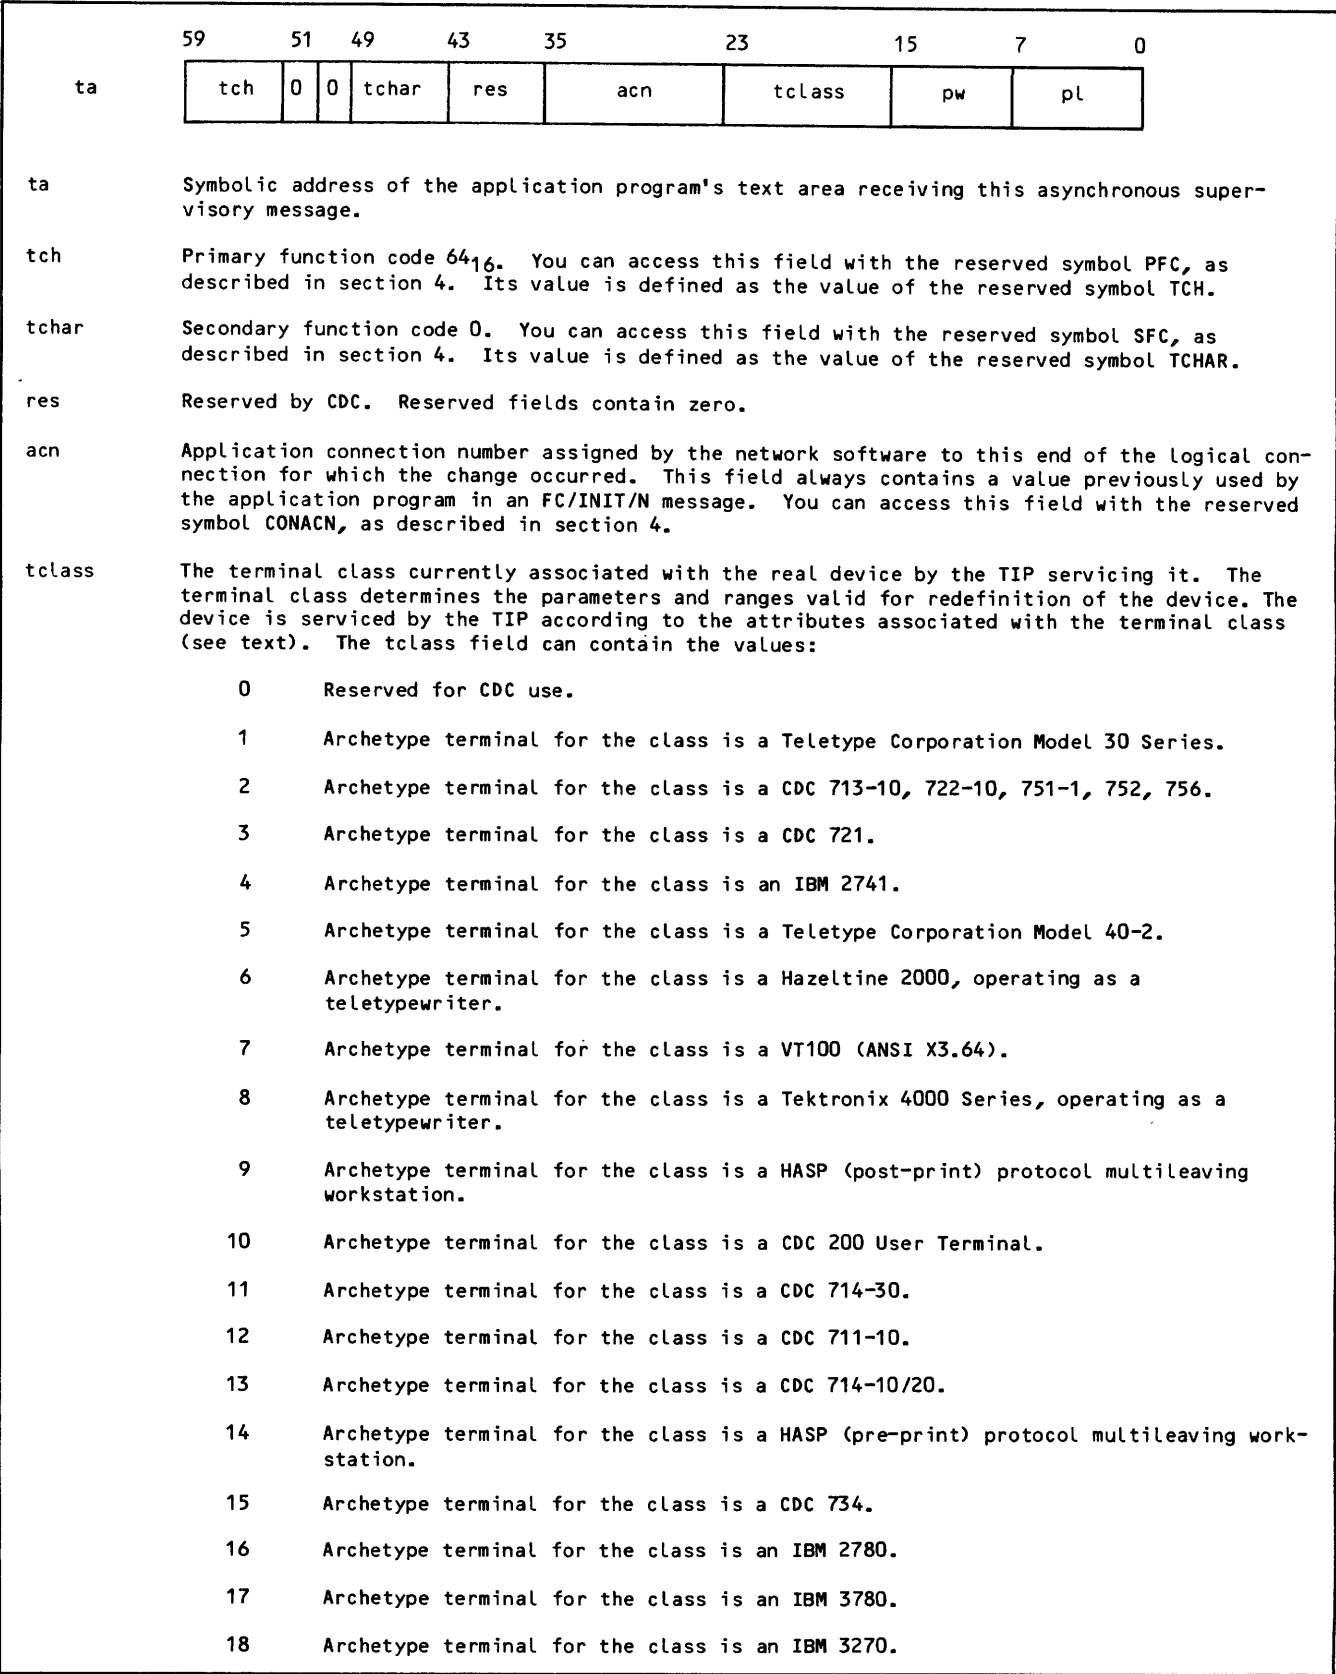 59 51 49 43 35 23 15 7 0
ta tch 0 0 tchar res acn tclass pw pl
ta Symbolic address of the application program's text area receiving this asynchronous super-
visory message.
tch Primary function code 64₁₆. You can access this field with the reserved symbol PFC, as
described in section 4. Its value is defined as the value of the reserved symbol TCH.
tchar Secondary function code 0. You can access this field with the reserved symbol SFC, as
described in section 4. Its value is defined as the value of the reserved symbol TCHAR.
res Reserved by CDC. Reserved fields contain zero.
acn Application connection number assigned by the network software to this end of the logical con-
nection for which the change occurred. This field always contains a value previously used by
the application program in an FC/INIT/N message. You can access this field with the reserved
symbol CONACN, as described in section 4.
tclass The terminal class currently associated with the real device by the TIP servicing it. The
terminal class determines the parameters and ranges valid for redefinition of the device. The
device is serviced by the TIP according to the attributes associated with the terminal class
(see text). The tclass field can contain the values:
0 Reserved for CDC use.
1 Archetype terminal for the class is a Teletype Corporation Model 30 Series.
2 Archetype terminal for the class is a CDC 713-10, 722-10, 751-1, 752, 756.
3 Archetype terminal for the class is a CDC 721.
4 Archetype terminal for the class is an IBM 2741.
5 Archetype terminal for the class is a Teletype Corporation Model 40-2.
6 Archetype terminal for the class is a Hazeltine 2000, operating as a
teletypewriter.
7 Archetype terminal for the class is a VT100 (ANSI X3.64).
8 Archetype terminal for the class is a Tektronix 4000 Series, operating as a
teletypewriter.
9 Archetype terminal for the class is a HASP (post-print) protocol multileaving
workstation.
10 Archetype terminal for the class is a CDC 200 User Terminal.
11 Archetype terminal for the class is a CDC 714-30.
12 Archetype terminal for the class is a CDC 711-10.
13 Archetype terminal for the class is a CDC 714-10/20.
14 Archetype terminal for the class is a HASP (pre-print) protocol multileaving work-
station.
15 Archetype terminal for the class is a CDC 734.
16 Archetype terminal for the class is an IBM 2780.
17 Archetype terminal for the class is an IBM 3780.
18 Archetype terminal for the class is an IBM 3270.